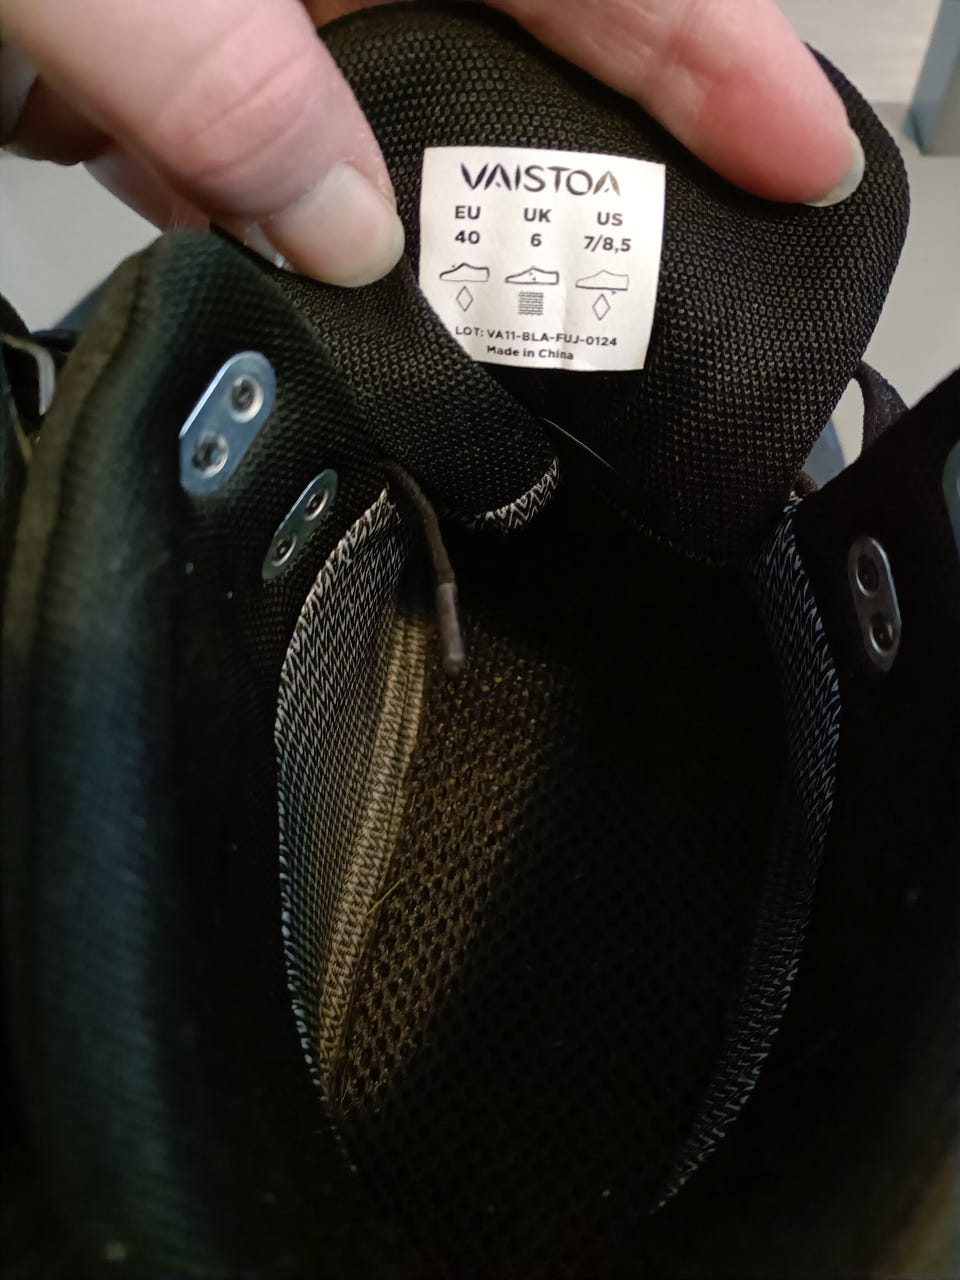 VAISTOA
EU UK US
40 6 7/8,5
LOT: VA11-BLA-FUJ-0124
Made in China